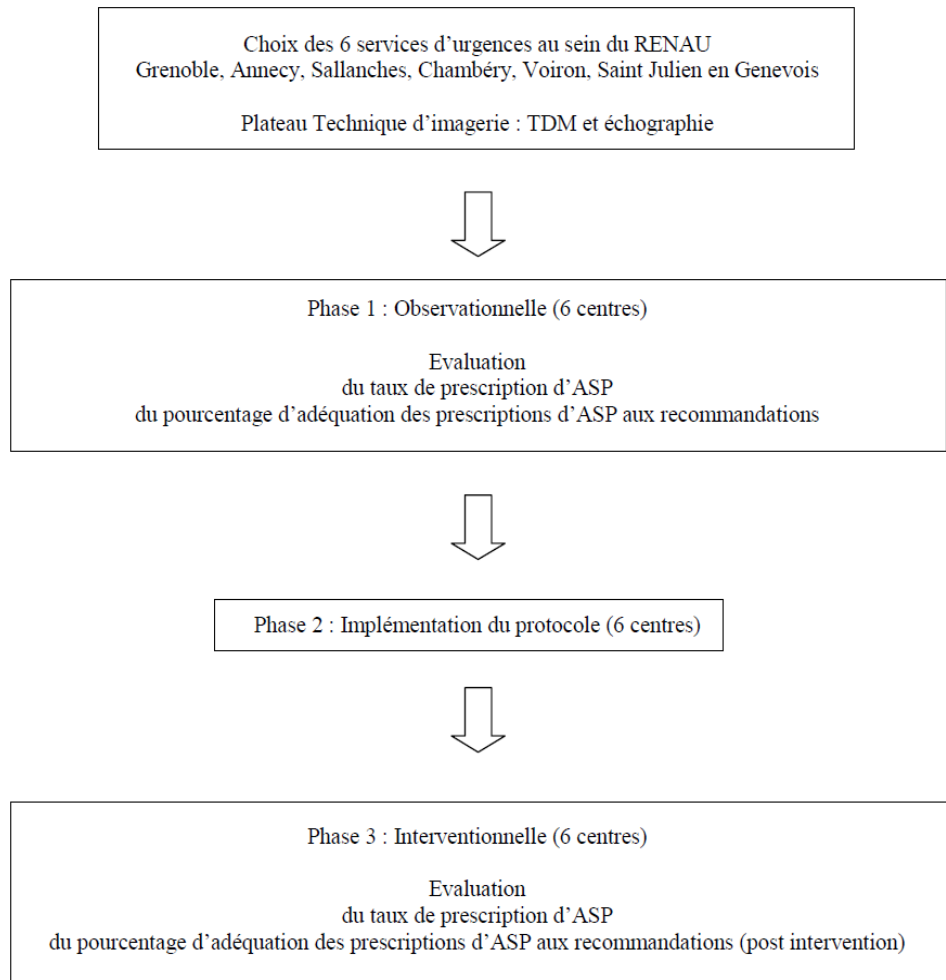 Choix des 6 services d'urgences au sein du RENAU
Grenoble, Annecy, Sallanches, Chambéry, Voiron, Saint Julien en Genevois
Plateau Technique d'imagerie : TDM et échographie
Phase 1 : Observationnelle (6 centres)
Evaluation
du taux de prescription d'ASP
du pourcentage d'adéquation des prescriptions d'ASP aux recommandations
Phase 2 : Implémentation du protocole (6 centres)
Phase 3 : Interventionnelle (6 centres)
Evaluation
du taux de prescription d'ASP
du pourcentage d'adéquation des prescriptions d'ASP aux recommandations (post intervention)